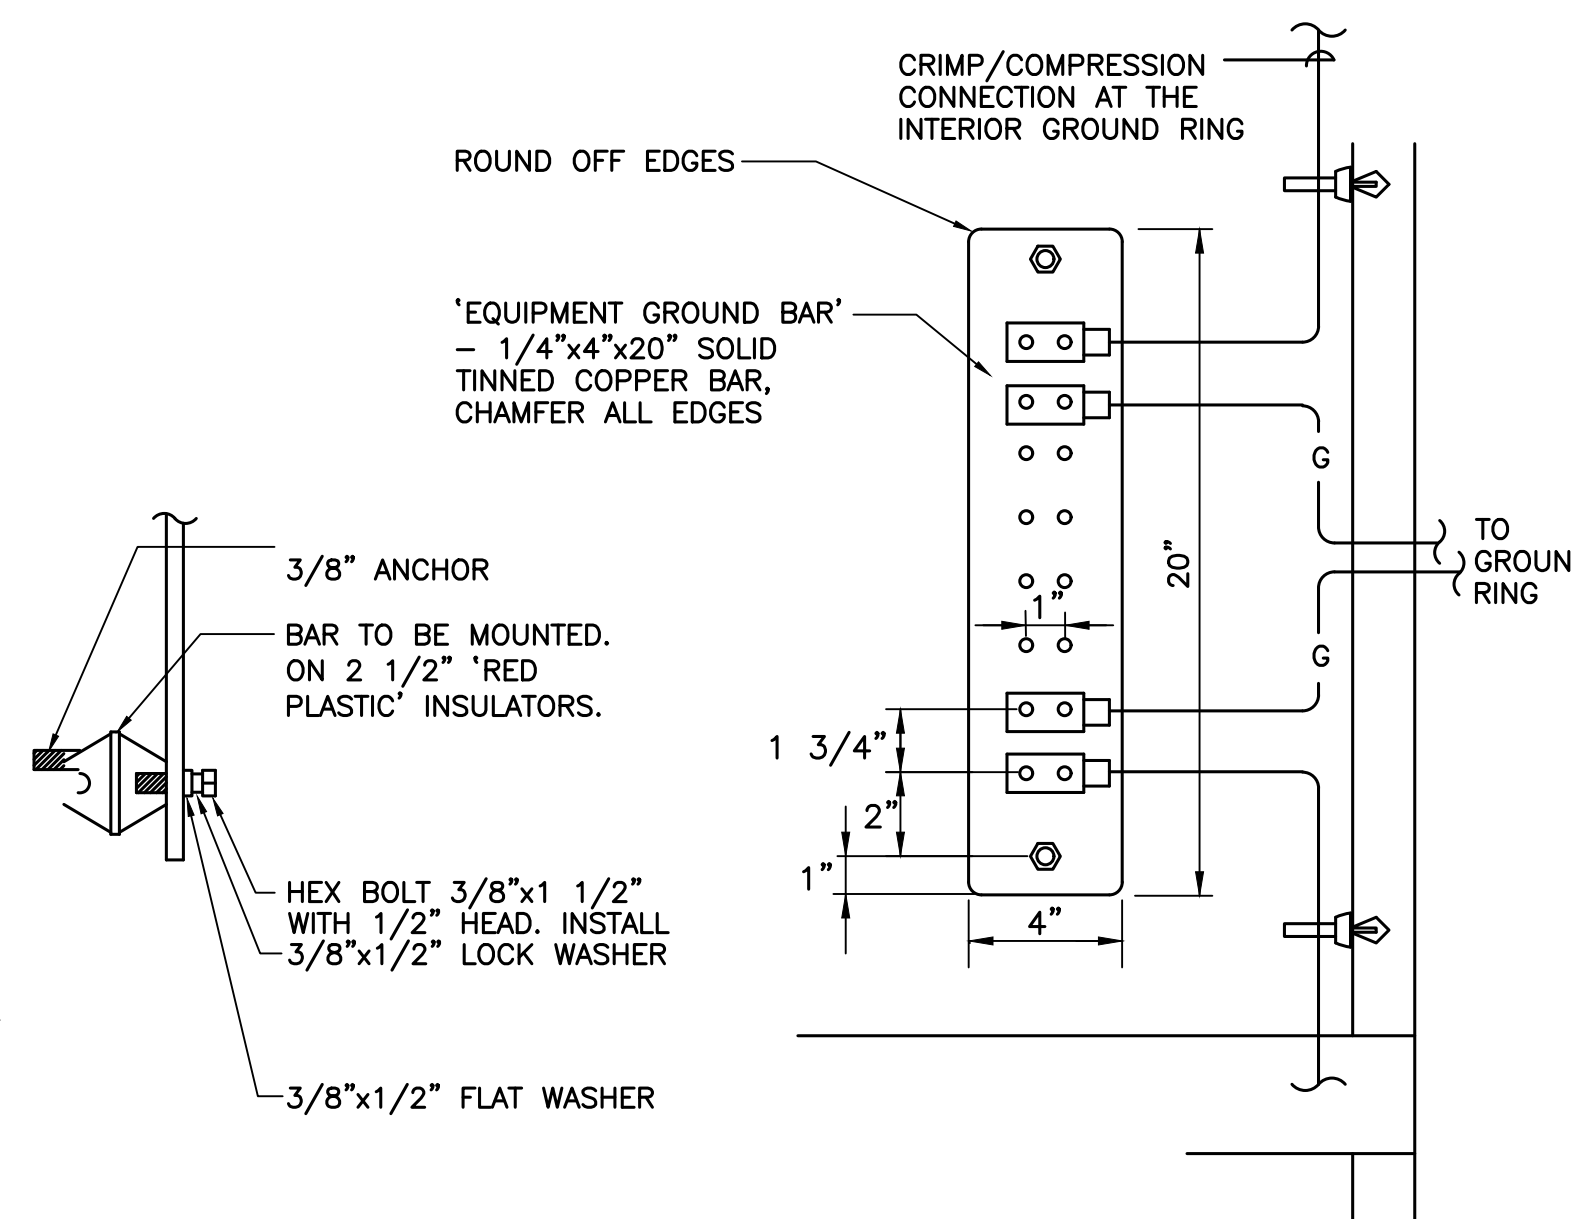 CRIMP/COMPRESSION
CONNECTION AT THE
INTERIOR GROUND RING
ROUND OFF EDGES
‘EQUIPMENT GROUND BAR’
– 1/4”x4”x20” SOLID
TINNED COPPER BAR,
CHAMFER ALL EDGES
G
TO
GROUN
RING
20”
1”
G
3/8” ANCHOR
BAR TO BE MOUNTED.
ON 2 1/2” ‘RED
PLASTIC’ INSULATORS.
1 3/4”
2”
1”
4”
HEX BOLT 3/8”x1 1/2”
WITH 1/2” HEAD. INSTALL
3/8”x1/2” LOCK WASHER
3/8”x1/2” FLAT WASHER